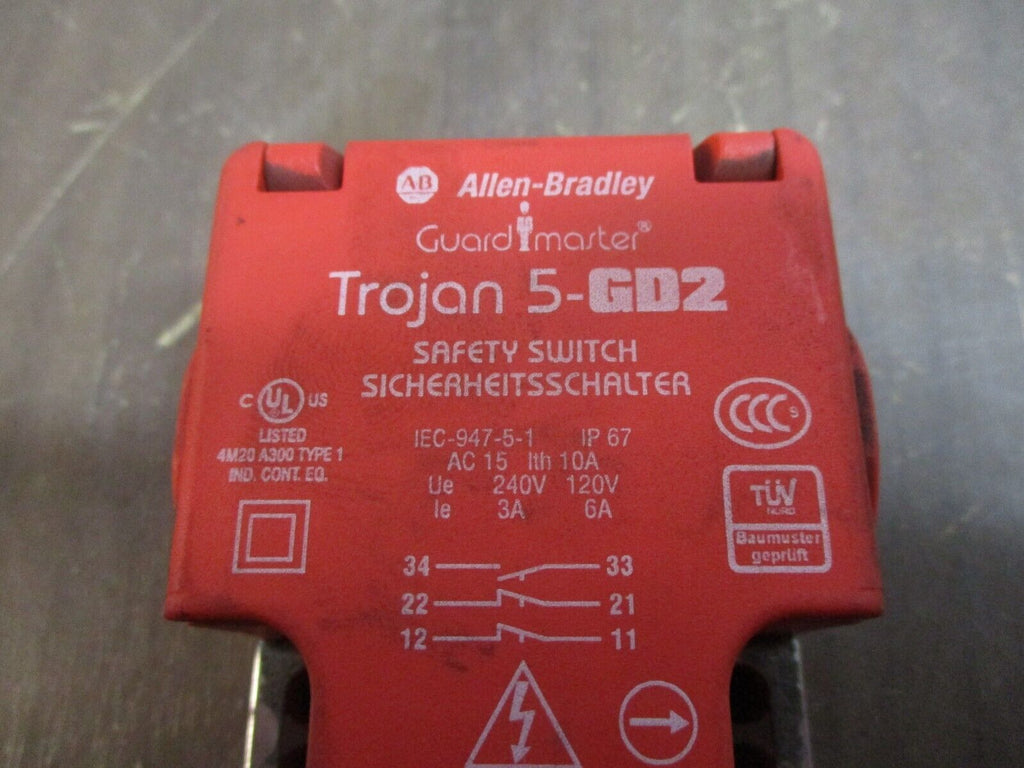 AB Allen-Bradley
Guardmaster®
Trojan 5-GD2
SAFETY SWITCH
SICHERHEITSSCHALTER
C UL US
LISTED
4M20 A300 TYPE 1
IND. CONT. EQ.
CCC S
IEC-947-5-1 IP 67
AC 15 Ith 10A
Ue 240V 120V
Ie 3A 6A
TÜV
NORD
Baumuster
geprüft
34 33
22 21
12 11